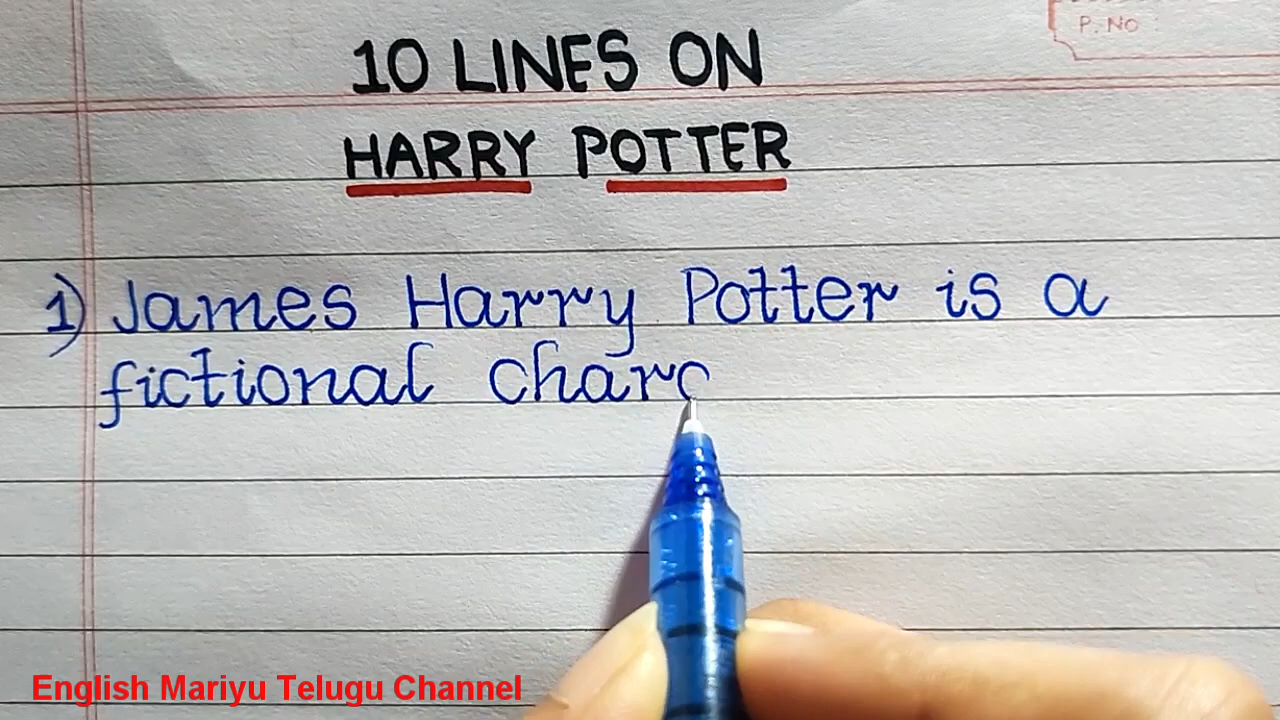 P. NO :
10 LINES ON
HARRY POTTER
1) James Harry Potter is a
fictional charc
English Mariyu Telugu Channel